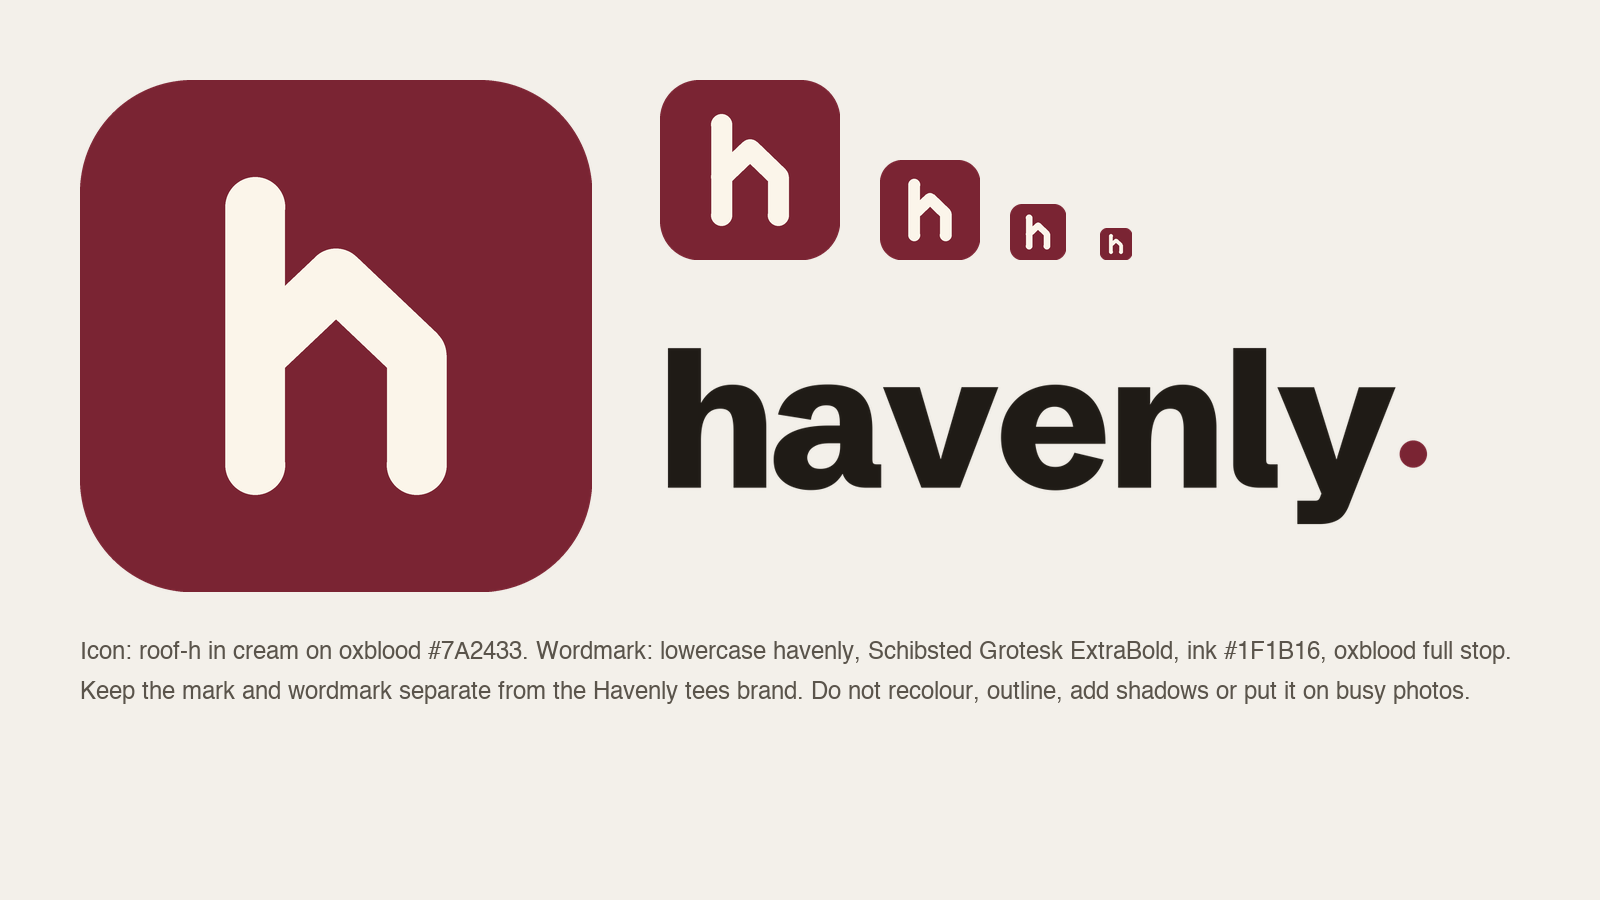 h
h
h
h
h
havenly.
Icon: roof-h in cream on oxblood #7A2433. Wordmark: lowercase havenly, Schibsted Grotesk ExtraBold, ink #1F1B16, oxblood full stop.
Keep the mark and wordmark separate from the Havenly tees brand. Do not recolour, outline, add shadows or put it on busy photos.